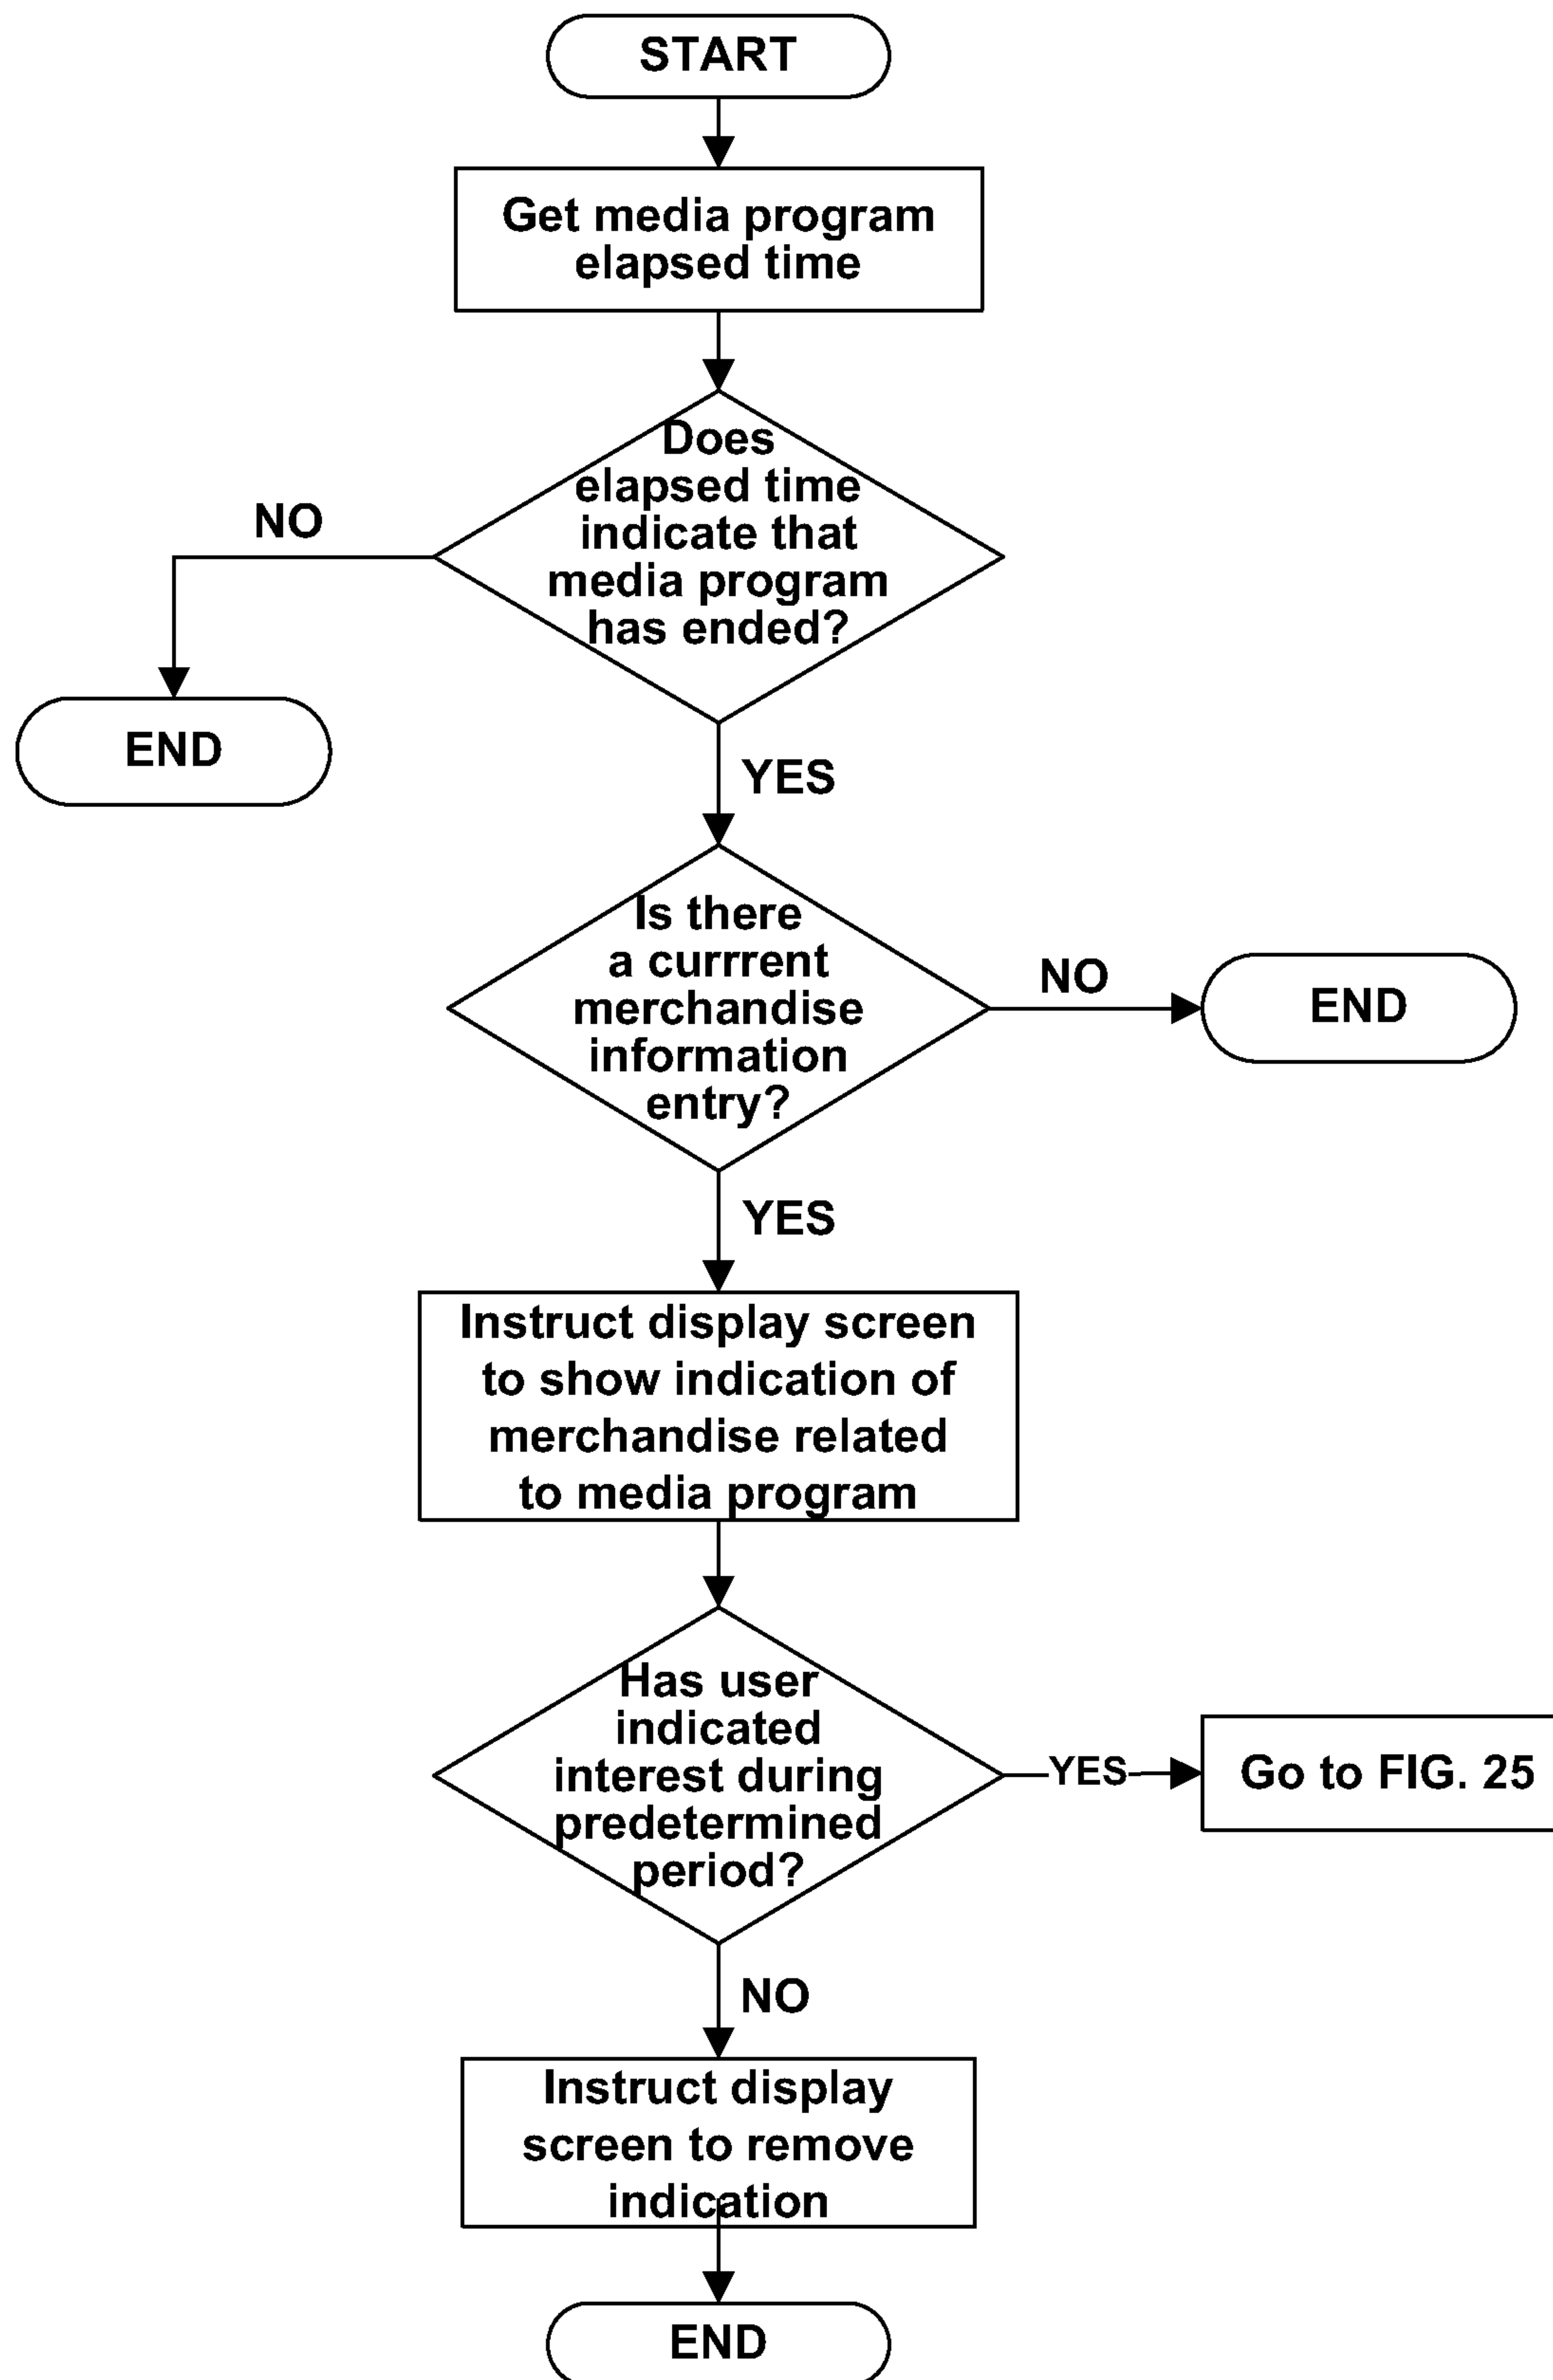 START
Get media program
elapsed time
Does
elapsed time
indicate that
media program
has ended?
NO
END
YES
Is there
a currrent
merchandise
information
entry?
NO
END
YES
Instruct display screen
to show indication of
merchandise related
to media program
Has user
indicated
interest during
predetermined
period?
YES
Go to FIG. 25
NO
Instruct display
screen to remove
indication
END